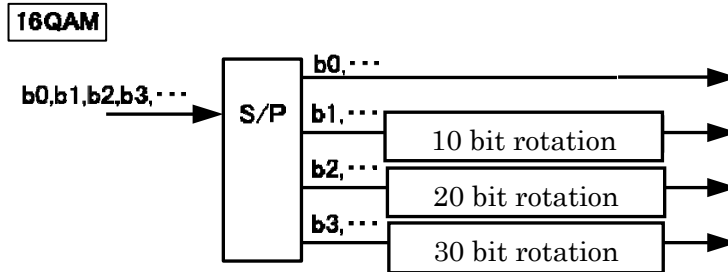 16QAM
b0,b1,b2,b3,･･･
S/P
b0,･･･
b1,･･･
10 bit rotation
b2,･･･
20 bit rotation
b3,･･･
30 bit rotation